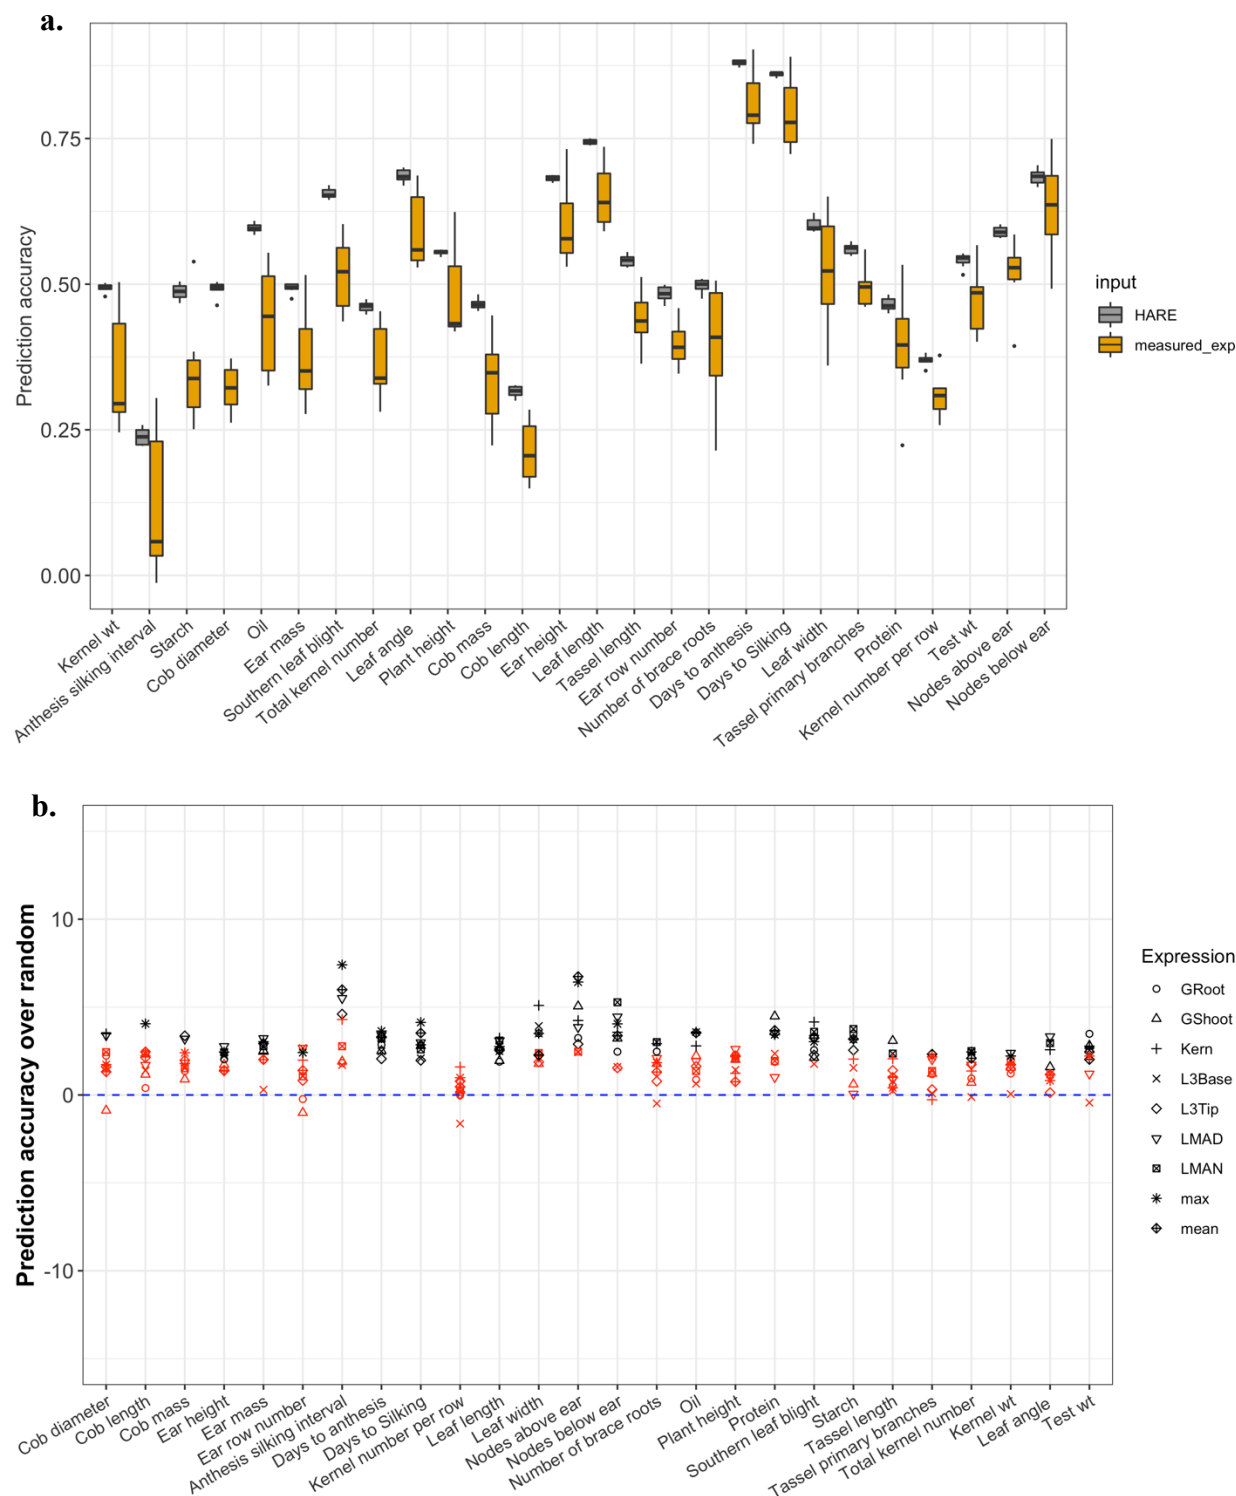 a.
Prediction accuracy
0.75
0.50
0.25
0.00
Kernel wt
Anthesis silking interval
Starch
Cob diameter
Oil
Ear mass
Southern leaf blight
Total kernel number
Leaf angle
Plant height
Cob mass
Cob length
Ear height
Leaf length
Tassel length
Ear row number
Number of brace roots
Days to anthesis
Days to Silking
Leaf width
Tassel primary branches
Protein
Kernel number per row
Test wt
Nodes above ear
Nodes below ear
input
HARE
measured_exp
b.
Prediction accuracy over random
10
0
-10
Cob diameter
Cob length
Cob mass
Ear height
Ear mass
Ear row number
Anthesis silking interval
Days to anthesis
Days to Silking
Kernel number per row
Leaf length
Leaf width
Nodes above ear
Nodes below ear
Number of brace roots
Oil
Plant height
Protein
Southern leaf blight
Starch
Tassel length
Tassel primary branches
Total kernel number
Kernel wt
Leaf angle
Test wt
Expression
GRoot
GShoot
Kern
L3Base
L3Tip
LMAD
LMAN
max
mean